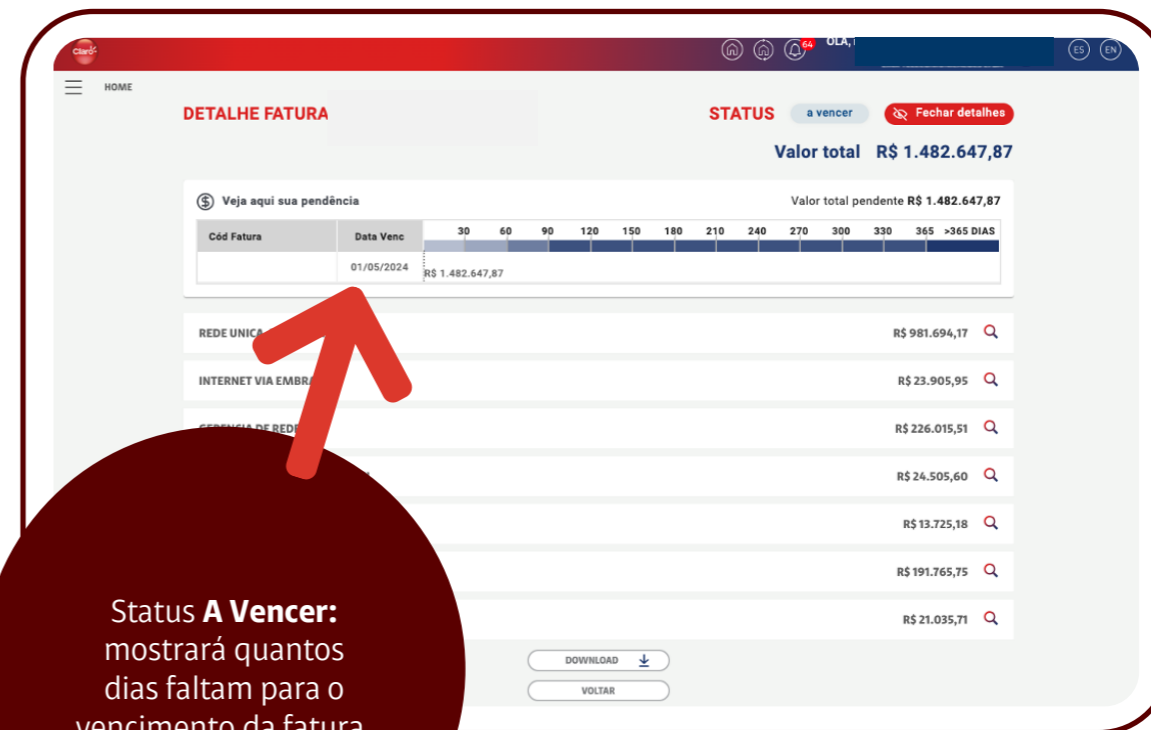 Claro
64
OLÁ,
ES
EN
HOME
DETALHE FATURA
STATUS
a vencer
Fechar detalhes
Valor total R$ 1.482.647,87
Veja aqui sua pendência
Valor total pendente R$ 1.482.647,87
Cód Fatura Data Venc 30 60 90 120 150 180 210 240 270 300 330 365 >365 DIAS
01/05/2024 R$ 1.482.647,87
REDE UNICA R$ 981.694,17
INTERNET VIA R$ 23.905,95
GERENCIA DE REDE R$ 226.015,51
R$ 24.505,60
R$ 13.725,18
R$ 191.765,75
R$ 21.035,71
DOWNLOAD
VOLTAR
Status A Vencer:
mostrará quantos
dias faltam para o
vencimento da fatura